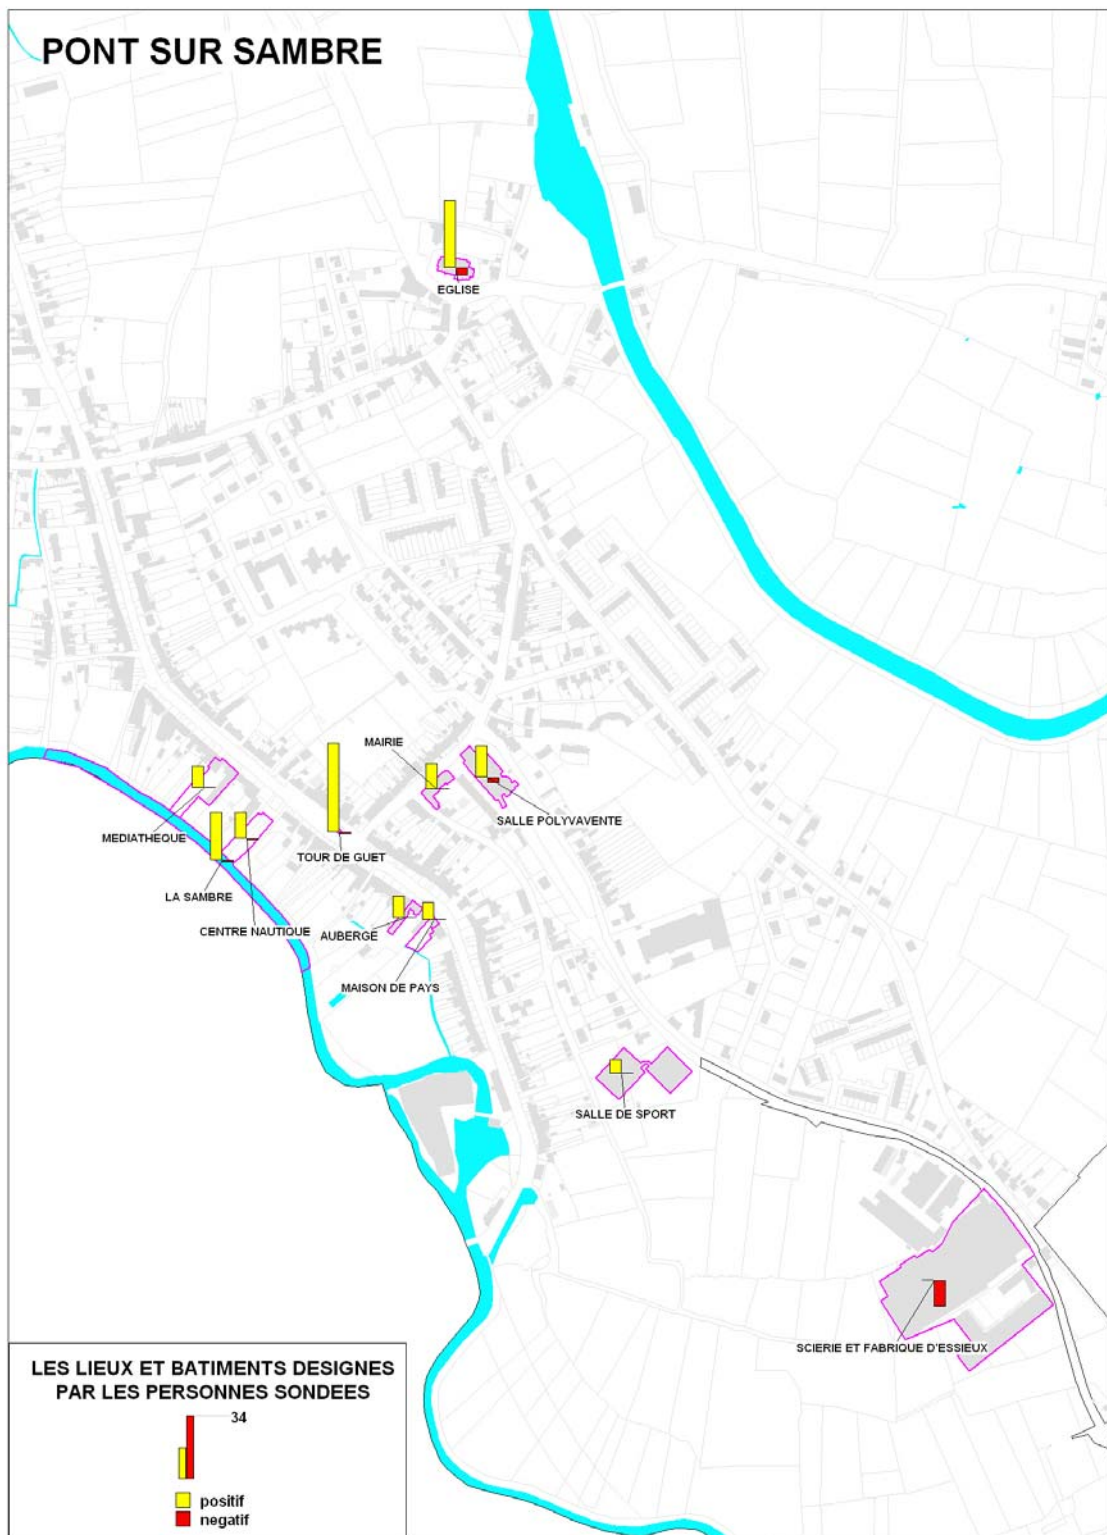 PONT SUR SAMBRE
EGLISE
MAIRIE
SALLE POLYVAVENTE
MEDIATHEQUE
TOUR DE GUET
LA SAMBRE
CENTRE NAUTIQUE
AUBERGE
MAISON DE PAYS
SALLE DE SPORT
SCIERIE ET FABRIQUE D'ESSIEUX
LES LIEUX ET BATIMENTS DESIGNES
PAR LES PERSONNES SONDEES
34
positif
negatif